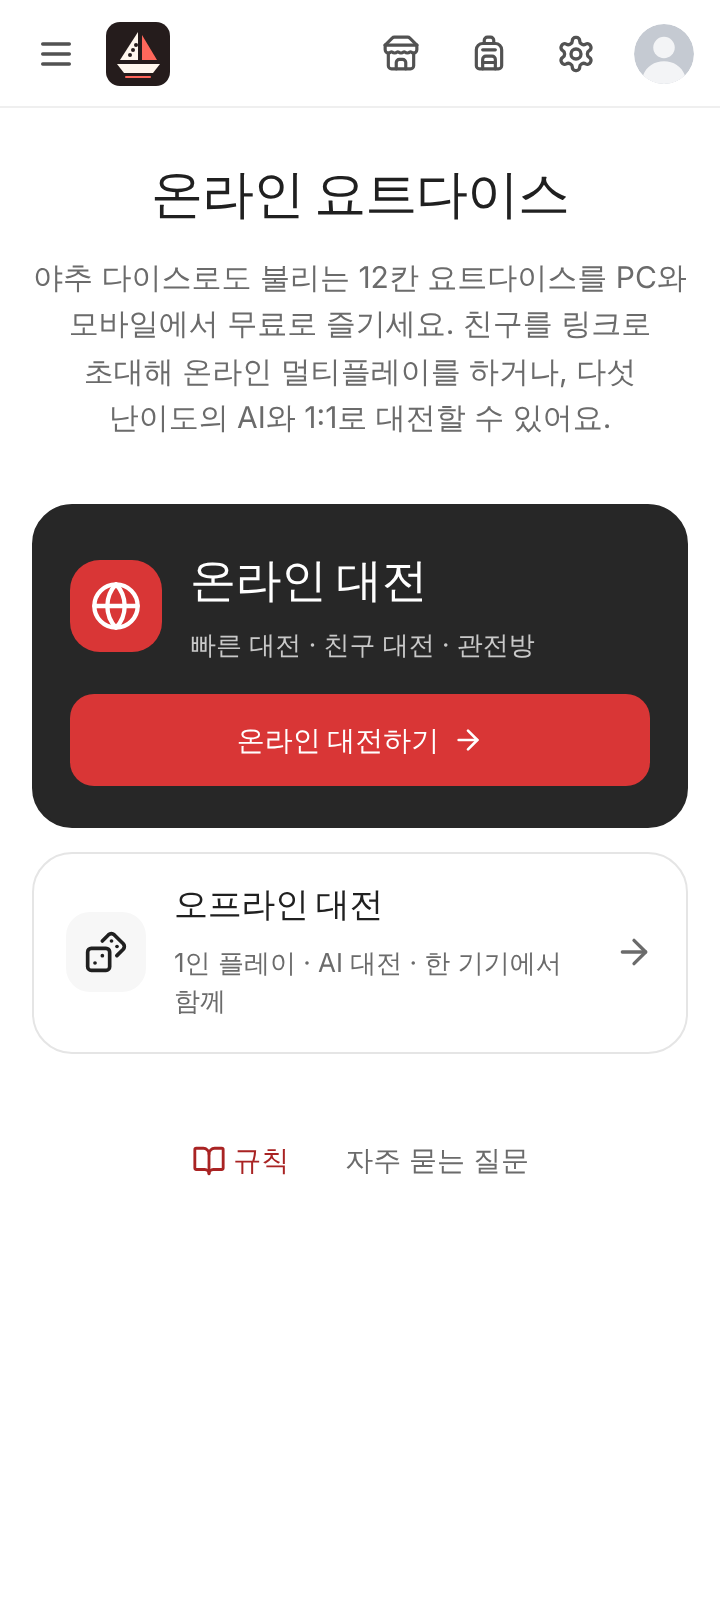 온라인 요트다이스
야추 다이스로도 불리는 12칸 요트다이스를 PC와
모바일에서 무료로 즐기세요. 친구를 링크로
초대해 온라인 멀티플레이를 하거나, 다섯
난이도의 AI와 1:1로 대전할 수 있어요.
온라인 대전
빠른 대전 · 친구 대전 · 관전방
온라인 대전하기
오프라인 대전
1인 플레이 · AI 대전 · 한 기기에서
함께
규칙 자주 묻는 질문